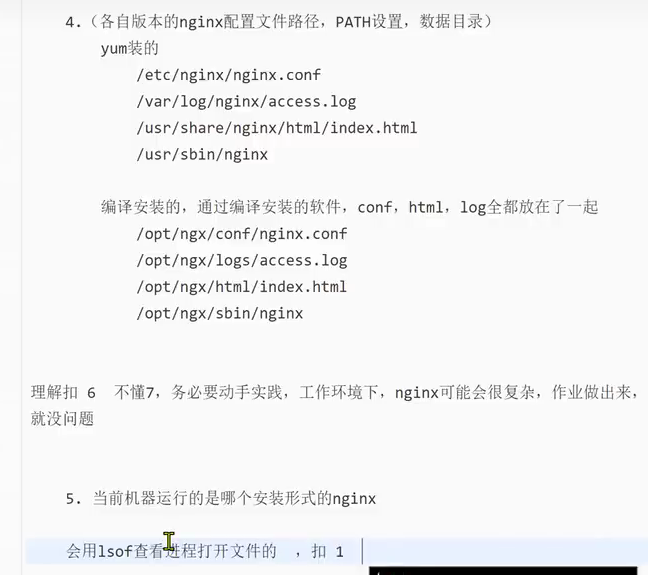 4.（各自版本的nginx配置文件路径，PATH设置，数据目录）
yum装的
/etc/nginx/nginx.conf
/var/log/nginx/access.log
/usr/share/nginx/html/index.html
/usr/sbin/nginx
编译安装的，通过编译安装的软件，conf，html，log全都放在了一起
/opt/ngx/conf/nginx.conf
/opt/ngx/logs/access.log
/opt/ngx/html/index.html
/opt/ngx/sbin/nginx
理解扣 6  不懂7，务必要动手实践，工作环境下，nginx可能会很复杂，作业做出来，
就没问题
5. 当前机器运行的是哪个安装形式的nginx
会用lsof查看进程打开文件的 ，扣 1